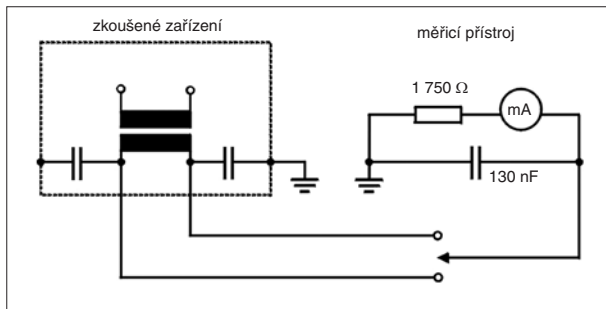 zkoušené zařízení
měřicí přístroj
1 750 Ω
mA
130 nF